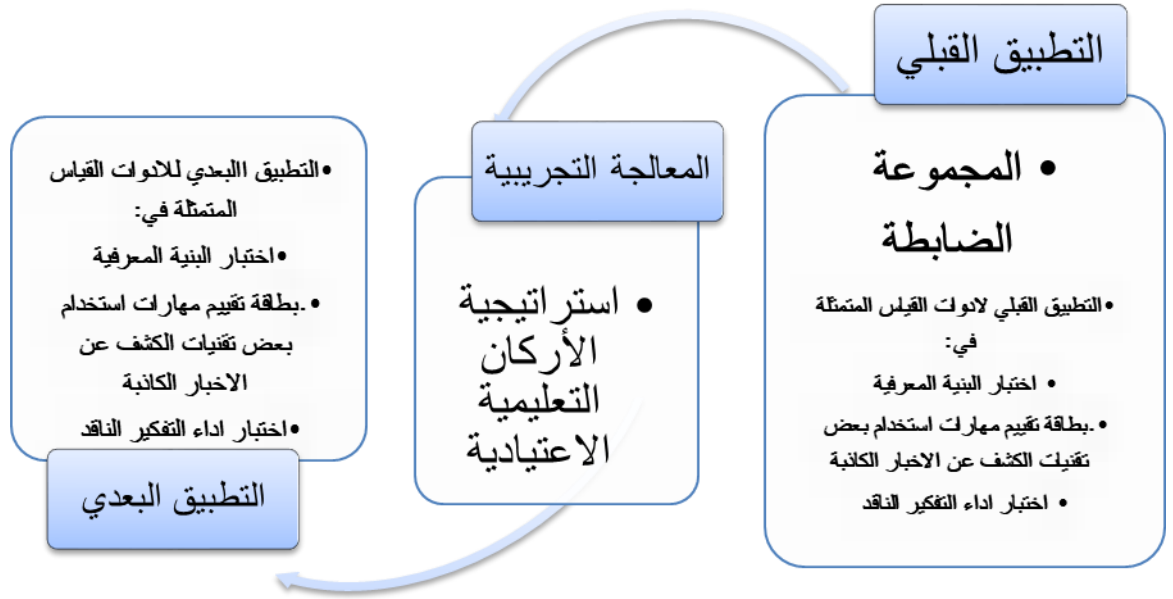 التطبيق القبلي
• المجموعة
الضابطة
•التطبيق القبلي لادوات القياس المتمثلة
في:
• اختبار البنية المعرفية
•.بطاقة تقييم مهارات استخدام بعض
تقنيات الكشف عن الاخبار الكاذبة
• اختبار اداء التفكير الناقد
المعالجة التجريبية
• استراتيجية
الأركان
التعليمية
الاعتيادية
•التطبيق االبعدي للادوات القياس
المتمثلة في:
•اختبار البنية المعرفية
•.بطاقة تقييم مهارات استخدام
بعض تقنيات الكشف عن
الاخبار الكاذبة
•اختبار اداء التفكير الناقد
التطبيق البعدي